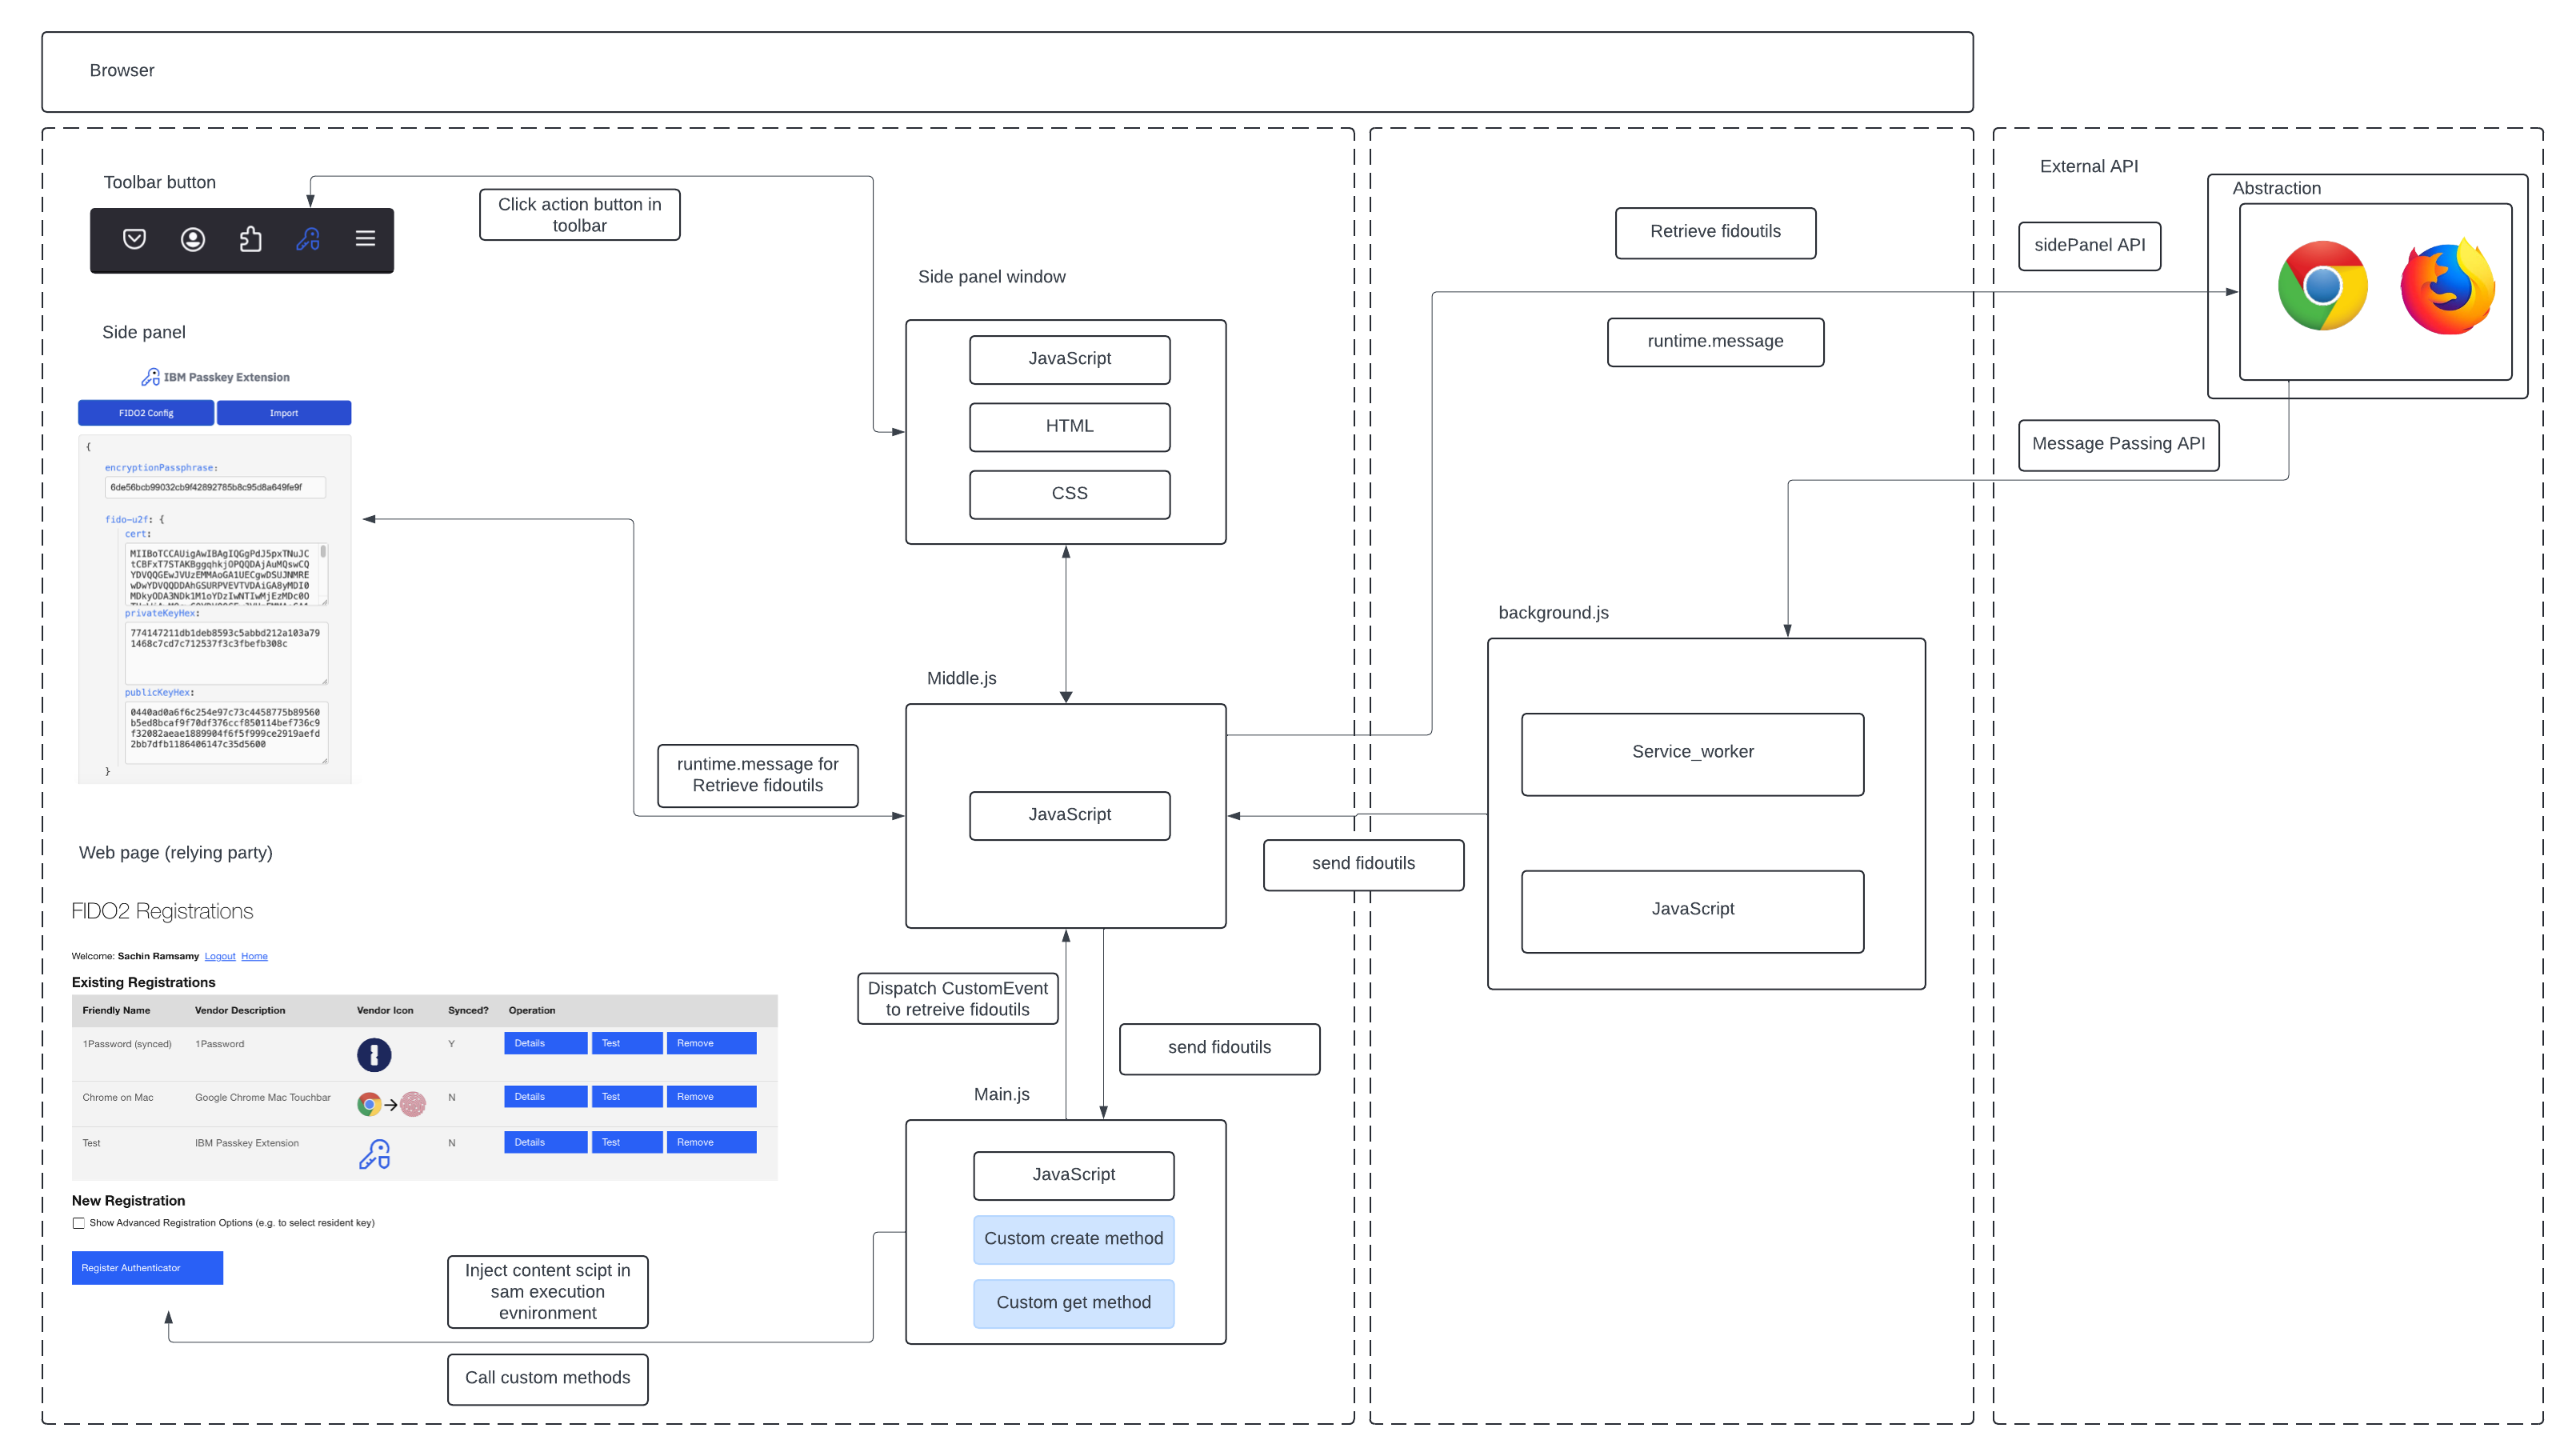 Browser
Toolbar button
Click action button in
toolbar
Side panel
IBM Passkey Extension
FIDO2 Config
Import
{
encryptionPassphrase:
6de56bcb99032cb9f42892785b8c95d8a649fe9f
fido-u2f: {
cert:
MIIBoTCCAUigAwIBAgIQGgPdJ5pxTNuJC
tCBFxT7STAKBggqhkjOPQQDAjAuMQswCQ
YDVQQGEwJVUzEMMAoGA1UECgwDSUJNMRE
wDwYDVQQDDAhGSURPVEVTVDAiGA8yMDI0
MDkyODA3NDk1M1oYDzIwNTIwMjEzMDc0O
privateKeyHex:
774147211db1deb8593c5abbd212a103a79
1468c7cd7c712537f3c3fbefb308c
publicKeyHex:
0440ad0a6f6c254e97c73c4458775b89560
b5ed8bcaf9f70df376ccf850114bef736c9
f32082aeae1889904f6f5f999ce2919aefd
2bb7dfb1186406147c35d5600
}
Side panel window
JavaScript
HTML
CSS
runtime.message for
Retrieve fidoutils
Middle.js
JavaScript
Web page (relying party)
FIDO2 Registrations
Welcome: Sachin Ramsamy Logout Home
Existing Registrations
Friendly Name Vendor Description Vendor Icon Synced? Operation
1Password (synced) 1Password Y Details Test Remove
Chrome on Mac Google Chrome Mac Touchbar N Details Test Remove
Test IBM Passkey Extension N Details Test Remove
New Registration
Show Advanced Registration Options (e.g. to select resident key)
Register Authenticator
Inject content scipt in
sam execution
evnironment
Call custom methods
Dispatch CustomEvent
to retreive fidoutils
send fidoutils
Main.js
JavaScript
Custom create method
Custom get method
Retrieve fidoutils
runtime.message
background.js
Service_worker
JavaScript
send fidoutils
External API
Abstraction
sidePanel API
Message Passing API